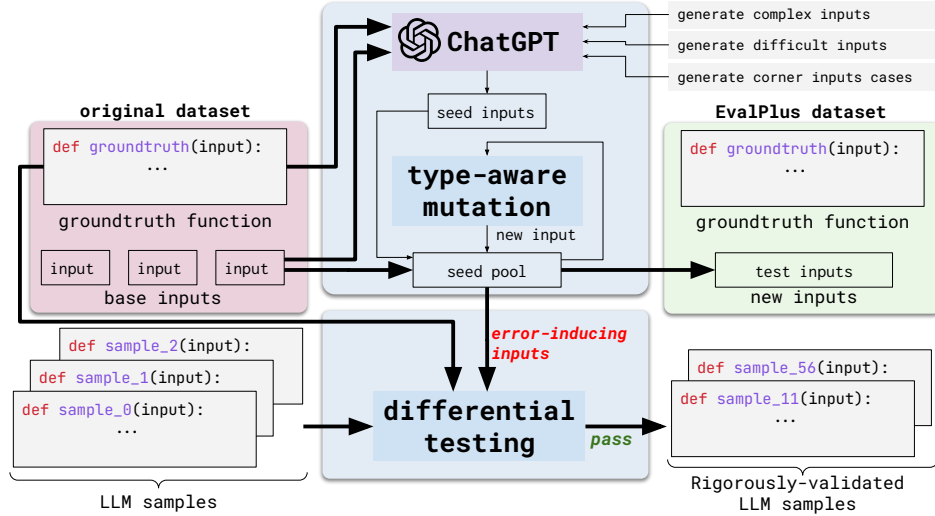 ChatGPT
generate complex inputs
generate difficult inputs
generate corner inputs cases
original dataset
def groundtruth(input):
...
groundtruth function
input
input
input
base inputs
seed inputs
type-aware
mutation
new input
seed pool
EvalPlus dataset
def groundtruth(input):
...
groundtruth function
test inputs
new inputs
error-inducing
inputs
def sample_2(input):
def sample_1(input):
def sample_0(input):
...
LLM samples
differential
testing
pass
def sample_56(input):
def sample_11(input):
...
Rigorously-validated
LLM samples